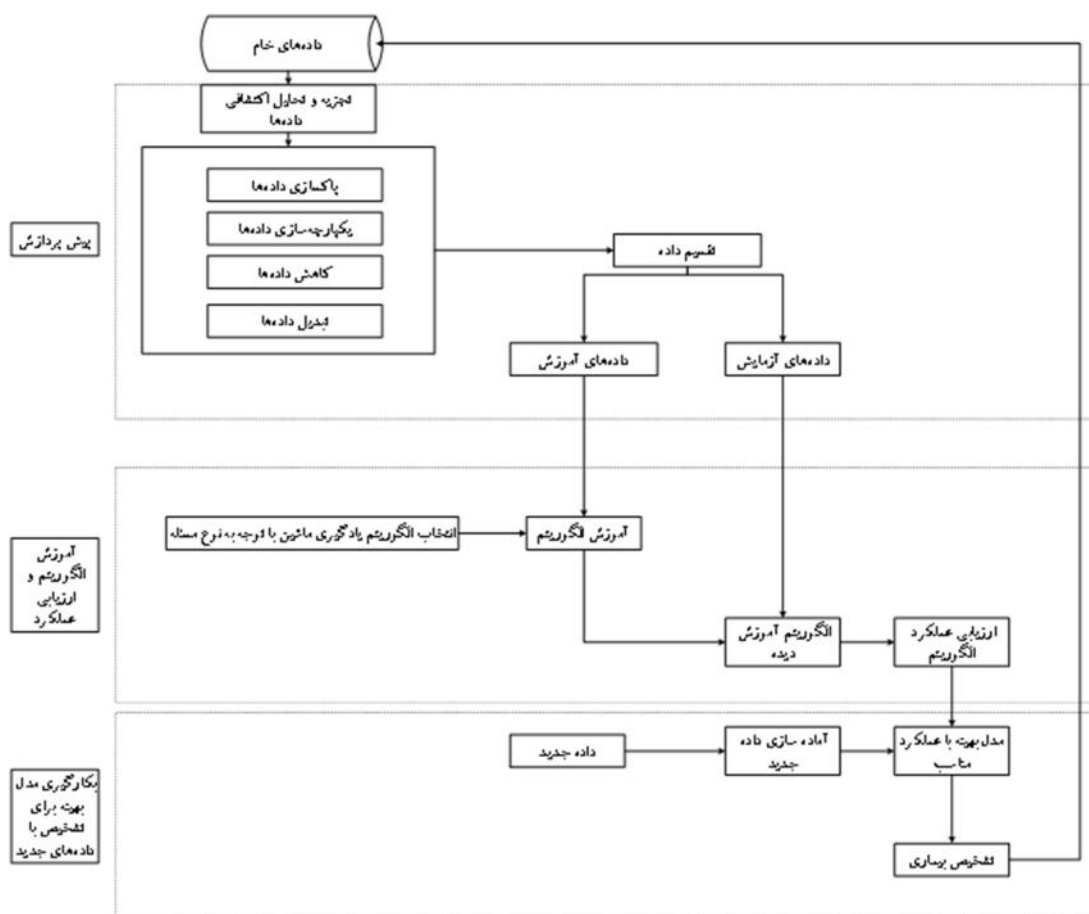 داده‌های خام
تجزیه و تحلیل اکتشافی
داده‌ها
پاکسازی داده‌ها
یکپارچه‌سازی داده‌ها
کاهش داده‌ها
تبدیل داده‌ها
پیش پردازش
تقسیم داده
داده‌های آموزش
داده‌های آزمایش
انتخاب الگوریتم یادگیری ماشین با توجه به نوع مسئله
آموزش الگوریتم
آموزش
الگوریتم و
ارزیابی
عملکرد
الگوریتم آموزش
دیده
ارزیابی عملکرد
الگوریتم
داده جدید
آماده سازی داده
جدید
مدل بهینه با عملکرد
مناسب
بکارگیری مدل
بهینه برای
تشخیص با
داده‌های جدید
تشخیص بیماری